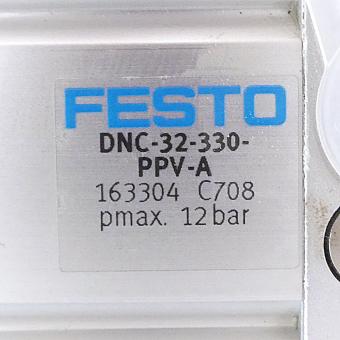 FESTO
DNC-32-330-
PPV-A
163304 C708
pmax. 12bar